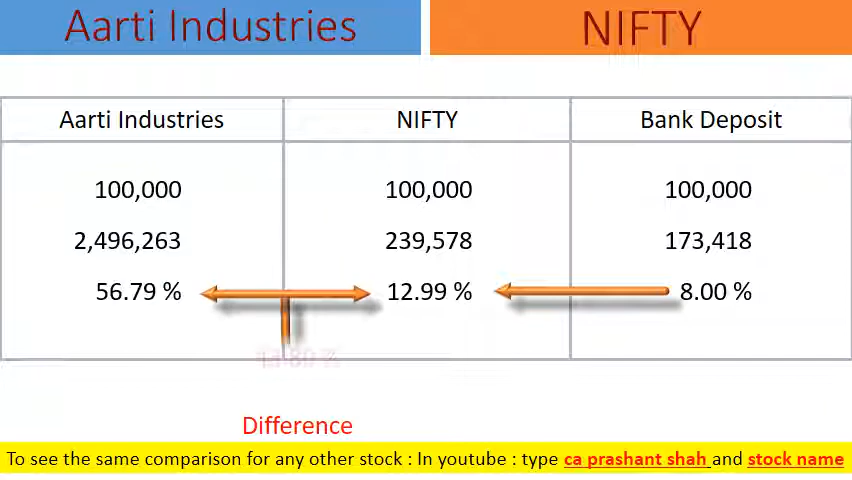 Aarti Industries NIFTY
Aarti Industries NIFTY Bank Deposit
100,000 100,000 100,000
2,496,263 239,578 173,418
56.79 % 12.99 % 8.00 %
Difference
To see the same comparison for any other stock : In youtube : type ca prashant shah and stock name